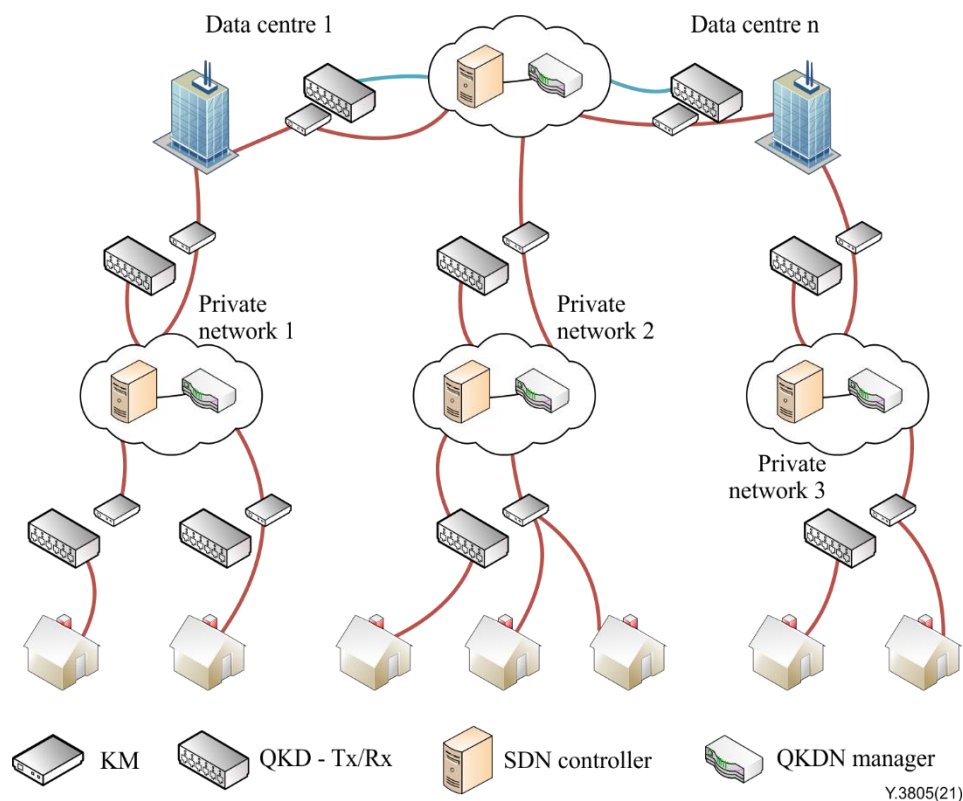 Data centre 1
Data centre n
Private
network 1
Private
network 2
Private
network 3
KM
QKD - Tx/Rx
SDN controller
QKDN manager
Y.3805(21)